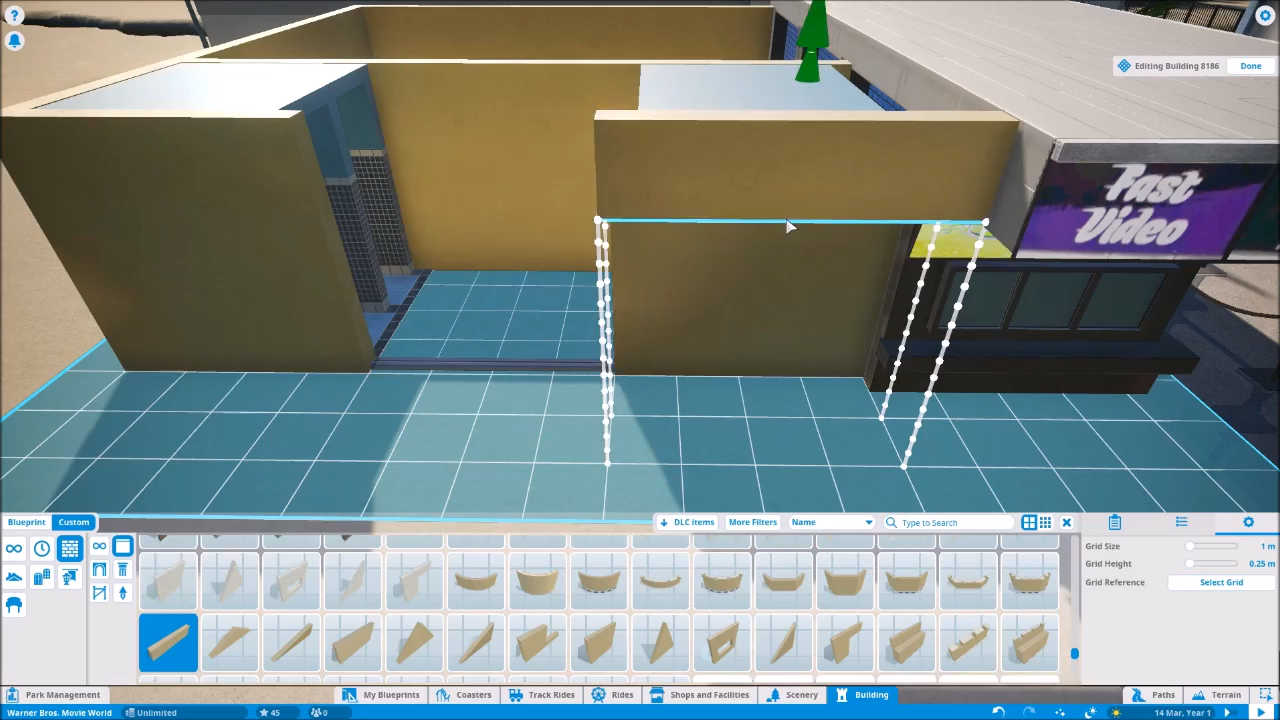 ?
Editing Building 8186 Done
Fast
Video
Blueprint Custom
DLC items More Filters Name Type to Search
Grid Size 1 m
Grid Height 0.25 m
Grid Reference Select Grid
Park Management My Blueprints Coasters Track Rides Rides Shops and Facilities Scenery Building Paths Terrain
Warner Bros. Movie World Unlimited 45 0 14 Mar, Year 1